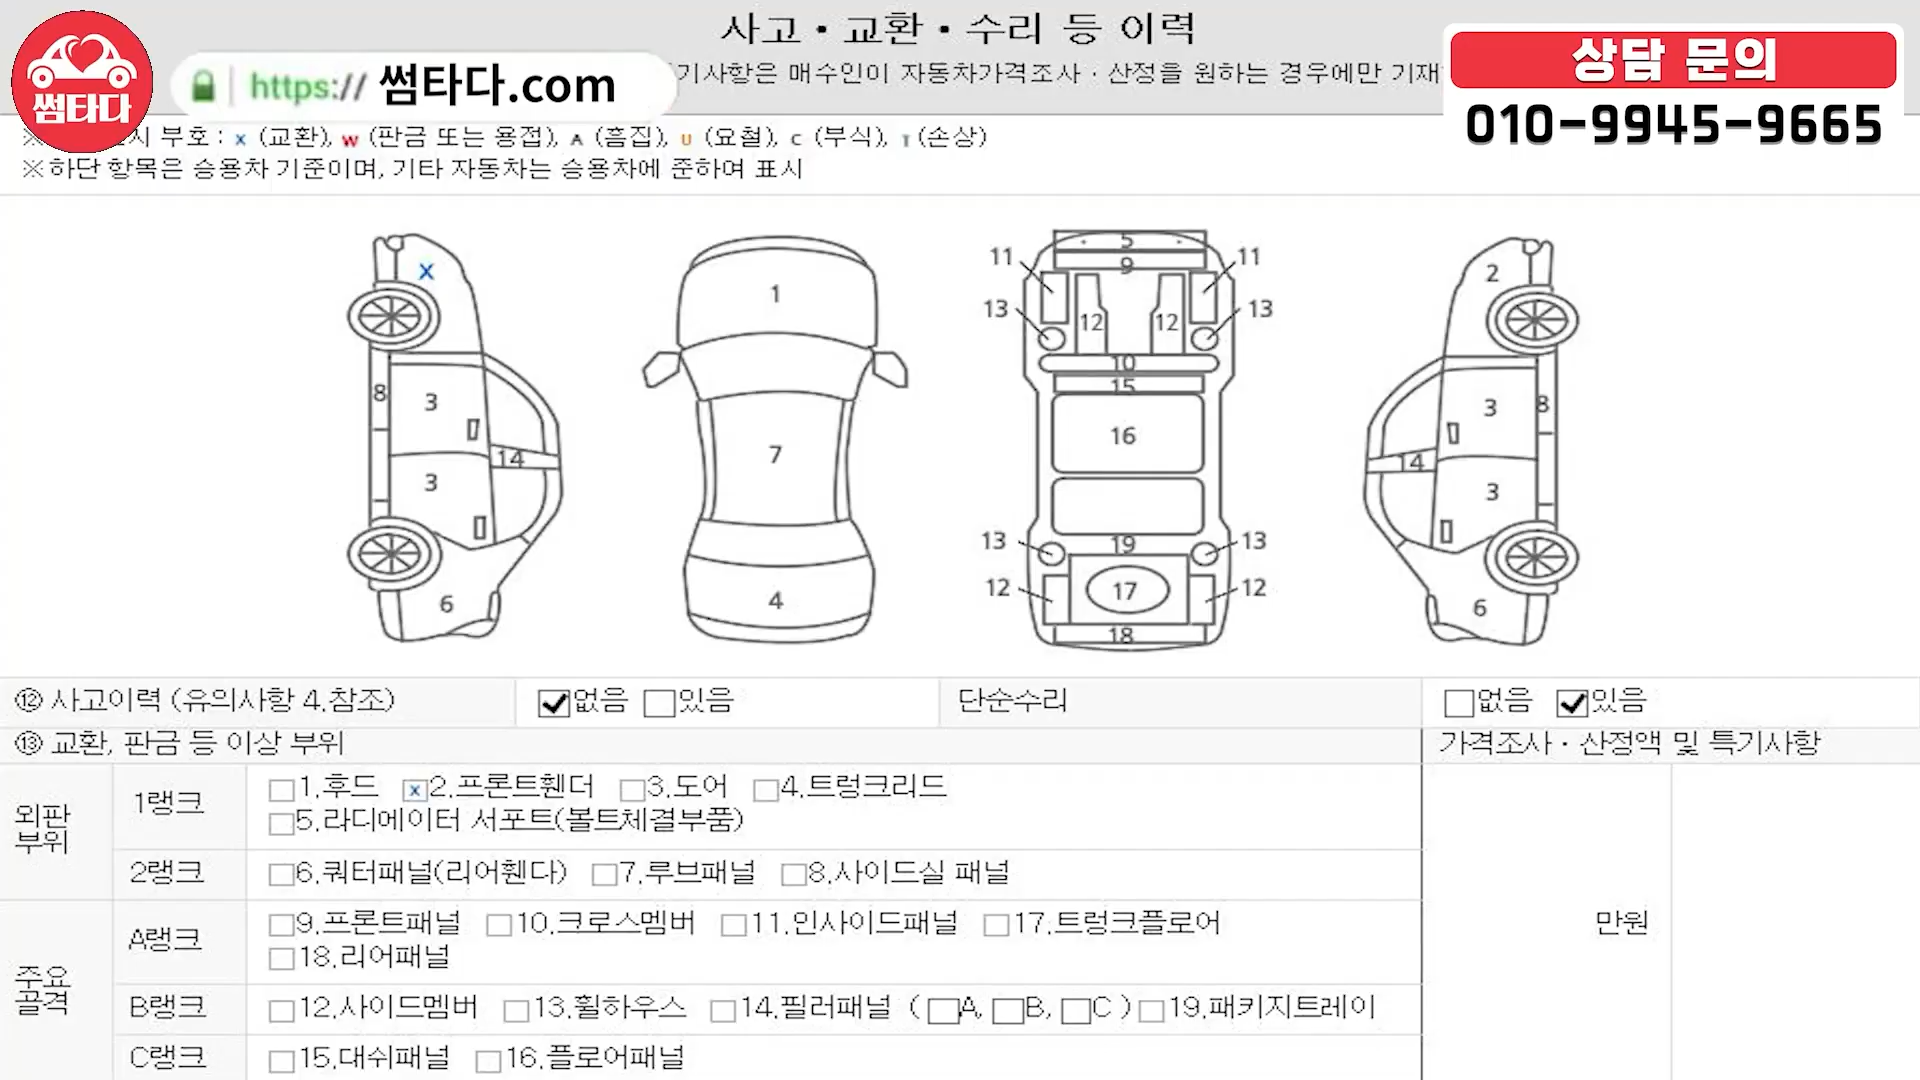 사고 • 교환 • 수리 등 이력
썸타다
https:// 썸타다.com
기사항은 매수인이 자동차가격조사 · 산정을 원하는 경우에만 기재
상담 문의
010-9945-9665
부호 : X (교환), W (판금 또는 용접), A (흠집), U (요철), C (부식), T (손상)
※ 하단 항목은 승용차 기준이며, 기타 자동차는 승용차에 준하여 표시
X
8
3
3
14
6
1
7
4
5
9
11
11
13
13
12
12
10
15
16
13
13
19
12
12
17
18
2
3
8
14
3
6
⑫ 사고이력 (유의사항 4.참조) 없음 있음 단순수리 없음 있음
⑬ 교환, 판금 등 이상 부위 가격조사 · 산정액 및 특기사항
외판
부위
1랭크
1.후드 X 2.프론트휀더 3.도어 4.트렁크리드
5.라디에이터 서포트(볼트체결부품)
2랭크
6.쿼터패널(리어휀다) 7.루브패널 8.사이드실 패널
주요
골격
A랭크
9.프론트패널 10.크로스멤버 11.인사이드패널 17.트렁크플로어
18.리어패널
만원
B랭크
12.사이드멤버 13.휠하우스 14.필러패널 ( A, B, C ) 19.패키지트레이
C랭크
15.대쉬패널 16.플로어패널